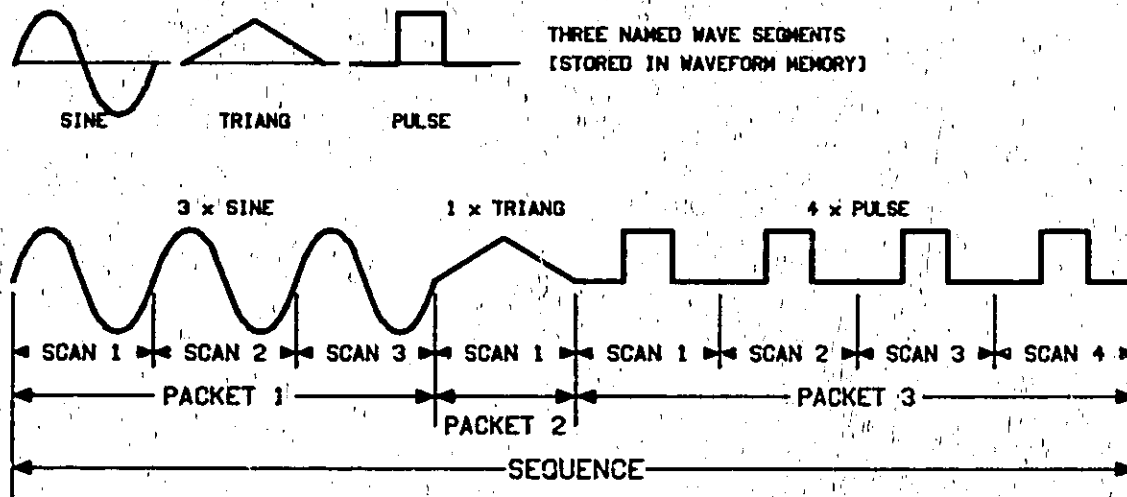 THREE NAMED WAVE SEGMENTS
[STORED IN WAVEFORM MEMORY]
SINE TRIANG PULSE
3 x SINE 1 x TRIANG 4 x PULSE
SCAN 1 SCAN 2 SCAN 3 SCAN 1 SCAN 1 SCAN 2 SCAN 3 SCAN 4
PACKET 1 PACKET 3
PACKET 2
SEQUENCE